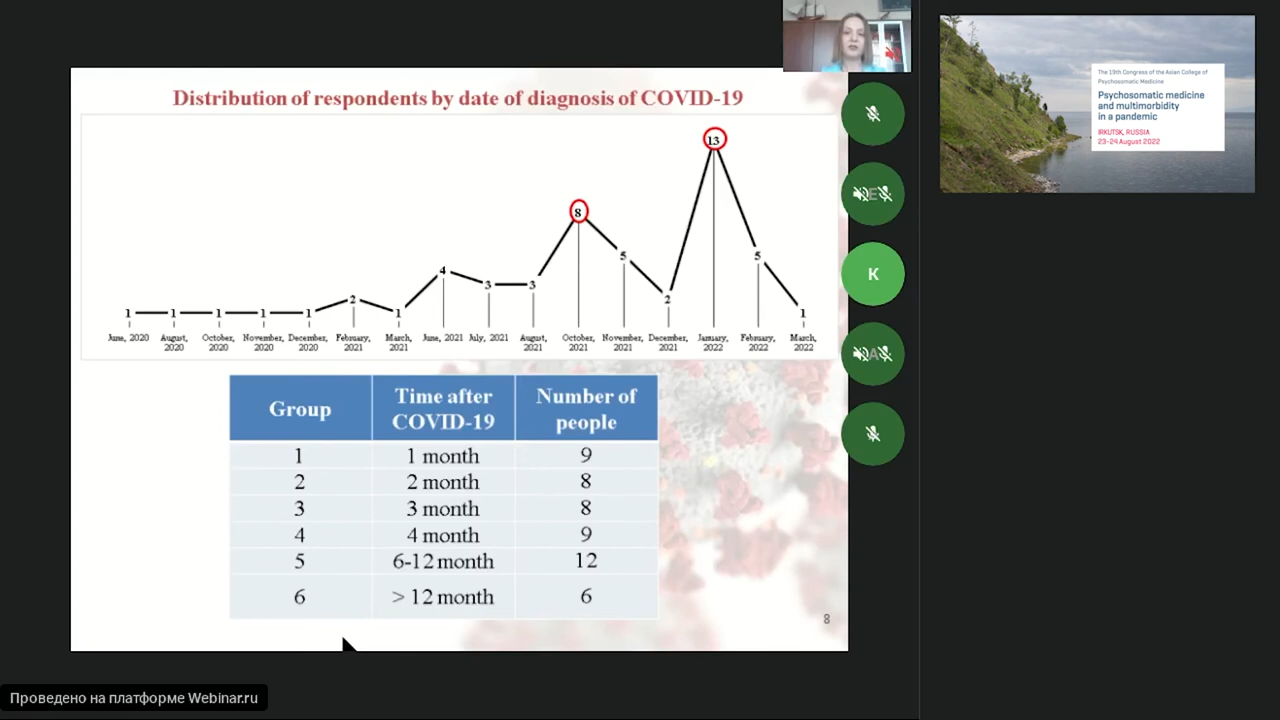 Distribution of respondents by date of diagnosis of COVID-19
1
1
1
1
1
2
1
4
3
3
8
5
2
13
5
1
June, 2020
August, 2020
October, 2020
November, 2020
December, 2020
February, 2021
March, 2021
June, 2021
July, 2021
August, 2021
October, 2021
November, 2021
December, 2021
January, 2022
February, 2022
March, 2022
Group Time after COVID-19 Number of people
1 1 month 9
2 2 month 8
3 3 month 8
4 4 month 9
5 6-12 month 12
6 > 12 month 6
8
E
K
A
The 19th Congress of the Asian College of
Psychosomatic Medicine
Psychosomatic medicine
and multimorbidity
in a pandemic
IRKUTSK, RUSSIA
23-24 August 2022
Проведено на платформе Webinar.ru